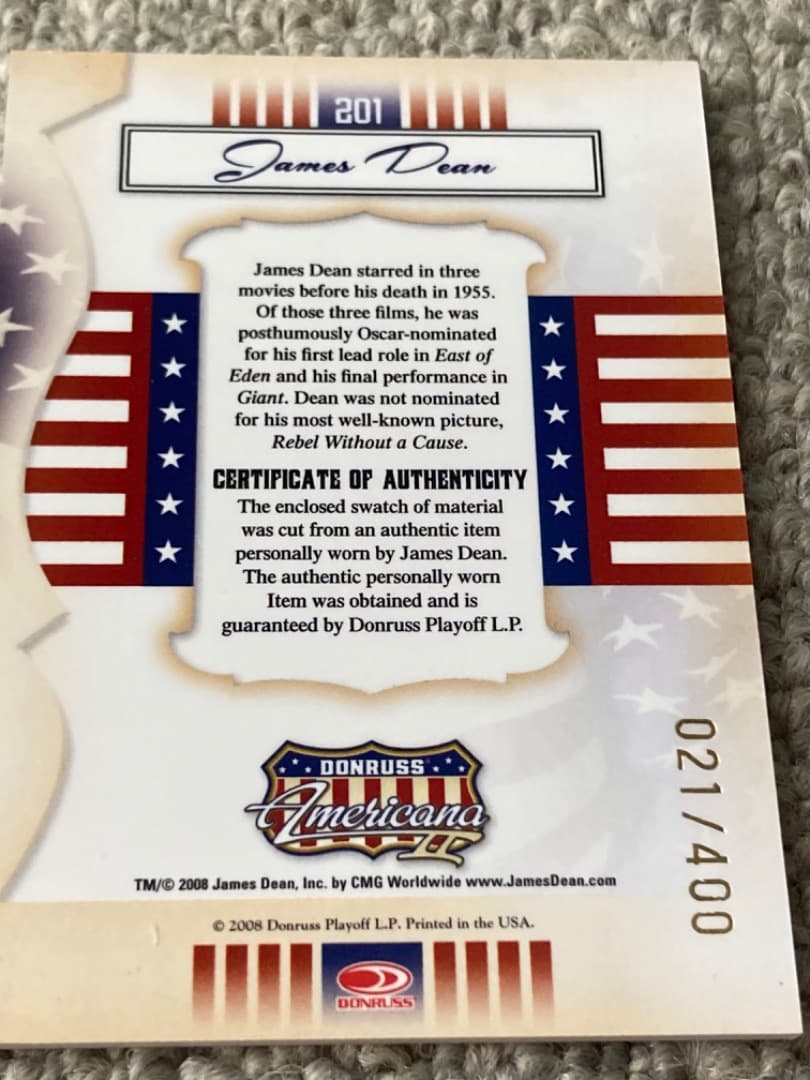 201
James Dean
James Dean starred in three
movies before his death in 1955.
Of those three films, he was
posthumously Oscar-nominated
for his first lead role in East of
Eden and his final performance in
Giant. Dean was not nominated
for his most well-known picture,
Rebel Without a Cause.
CERTIFICATE OF AUTHENTICITY
The enclosed swatch of material
was cut from an authentic item
personally worn by James Dean.
The authentic personally worn
Item was obtained and is
guaranteed by Donruss Playoff L.P.
021/400
DONRUSS
Americana
II
TM/© 2008 James Dean, Inc. by CMG Worldwide www.JamesDean.com
© 2008 Donruss Playoff L.P. Printed in the USA.
DONRUSS